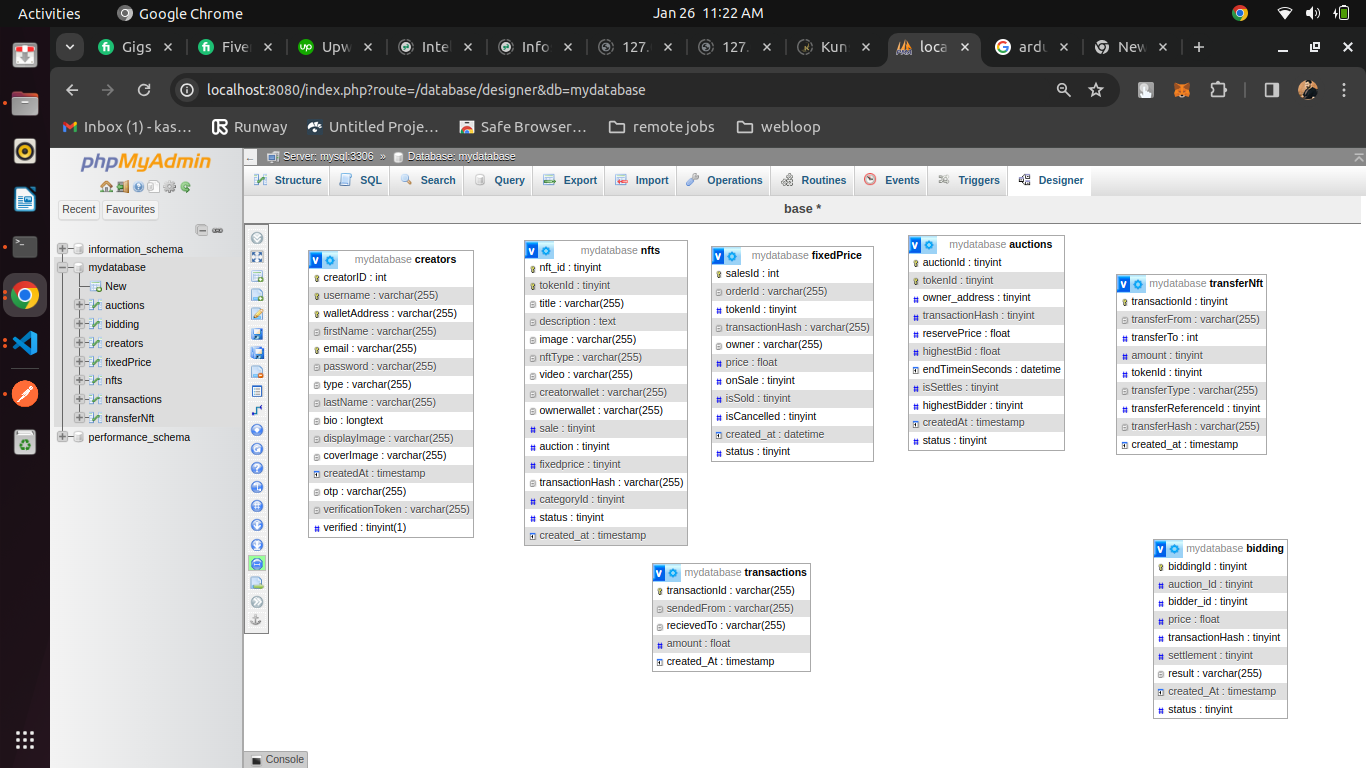 Activities
Google Chrome
Jan 26 11:22 AM
Gigs
Fiver
Upw
Inte
Info
127.
127.
Kun
loca
ardu
New
localhost:8080/index.php?route=/database/designer&db=mydatabase
Inbox (1) - kas...
Runway
Untitled Proje...
Safe Browser...
remote jobs
webloop
phpMyAdmin
Recent
Favourites
information_schema
mydatabase
New
auctions
bidding
creators
fixedPrice
nfts
transactions
transferNft
performance_schema
Server: mysql:3306 » Database: mydatabase
Structure
SQL
Search
Query
Export
Import
Operations
Routines
Events
Triggers
Designer
base *
mydatabase creators
creatorID : int
username : varchar(255)
walletAddress : varchar(255)
firstName : varchar(255)
email : varchar(255)
password : varchar(255)
type : varchar(255)
lastName : varchar(255)
bio : longtext
displayImage : varchar(255)
coverImage : varchar(255)
createdAt : timestamp
otp : varchar(255)
verificationToken : varchar(255)
verified : tinyint(1)
mydatabase nfts
nft_id : tinyint
tokenId : tinyint
title : varchar(255)
description : text
image : varchar(255)
nftType : varchar(255)
video : varchar(255)
creatorwallet : varchar(255)
ownerwallet : varchar(255)
sale : tinyint
auction : tinyint
fixedprice : tinyint
transactionHash : varchar(255)
categoryId : tinyint
status : tinyint
created_at : timestamp
mydatabase fixedPrice
salesId : int
orderId : varchar(255)
tokenId : tinyint
transactionHash : varchar(255)
owner : varchar(255)
price : float
onSale : tinyint
isSold : tinyint
isCancelled : tinyint
created_at : datetime
status : tinyint
mydatabase auctions
auctionId : tinyint
tokenId : tinyint
owner_address : tinyint
transactionHash : tinyint
reservePrice : float
highestBid : float
endTimeinSeconds : datetime
isSettles : tinyint
highestBidder : tinyint
createdAt : timestamp
status : tinyint
mydatabase transferNft
transactionId : tinyint
transferFrom : varchar(255)
transferTo : int
amount : tinyint
tokenId : tinyint
transferType : varchar(255)
transferReferenceId : tinyint
transferHash : varchar(255)
created_at : timestamp
mydatabase transactions
transactionId : varchar(255)
sendedFrom : varchar(255)
recievedTo : varchar(255)
amount : float
created_At : timestamp
mydatabase bidding
biddingId : tinyint
auction_Id : tinyint
bidder_id : tinyint
price : float
transactionHash : tinyint
settlement : tinyint
result : varchar(255)
created_At : timestamp
status : tinyint
Console